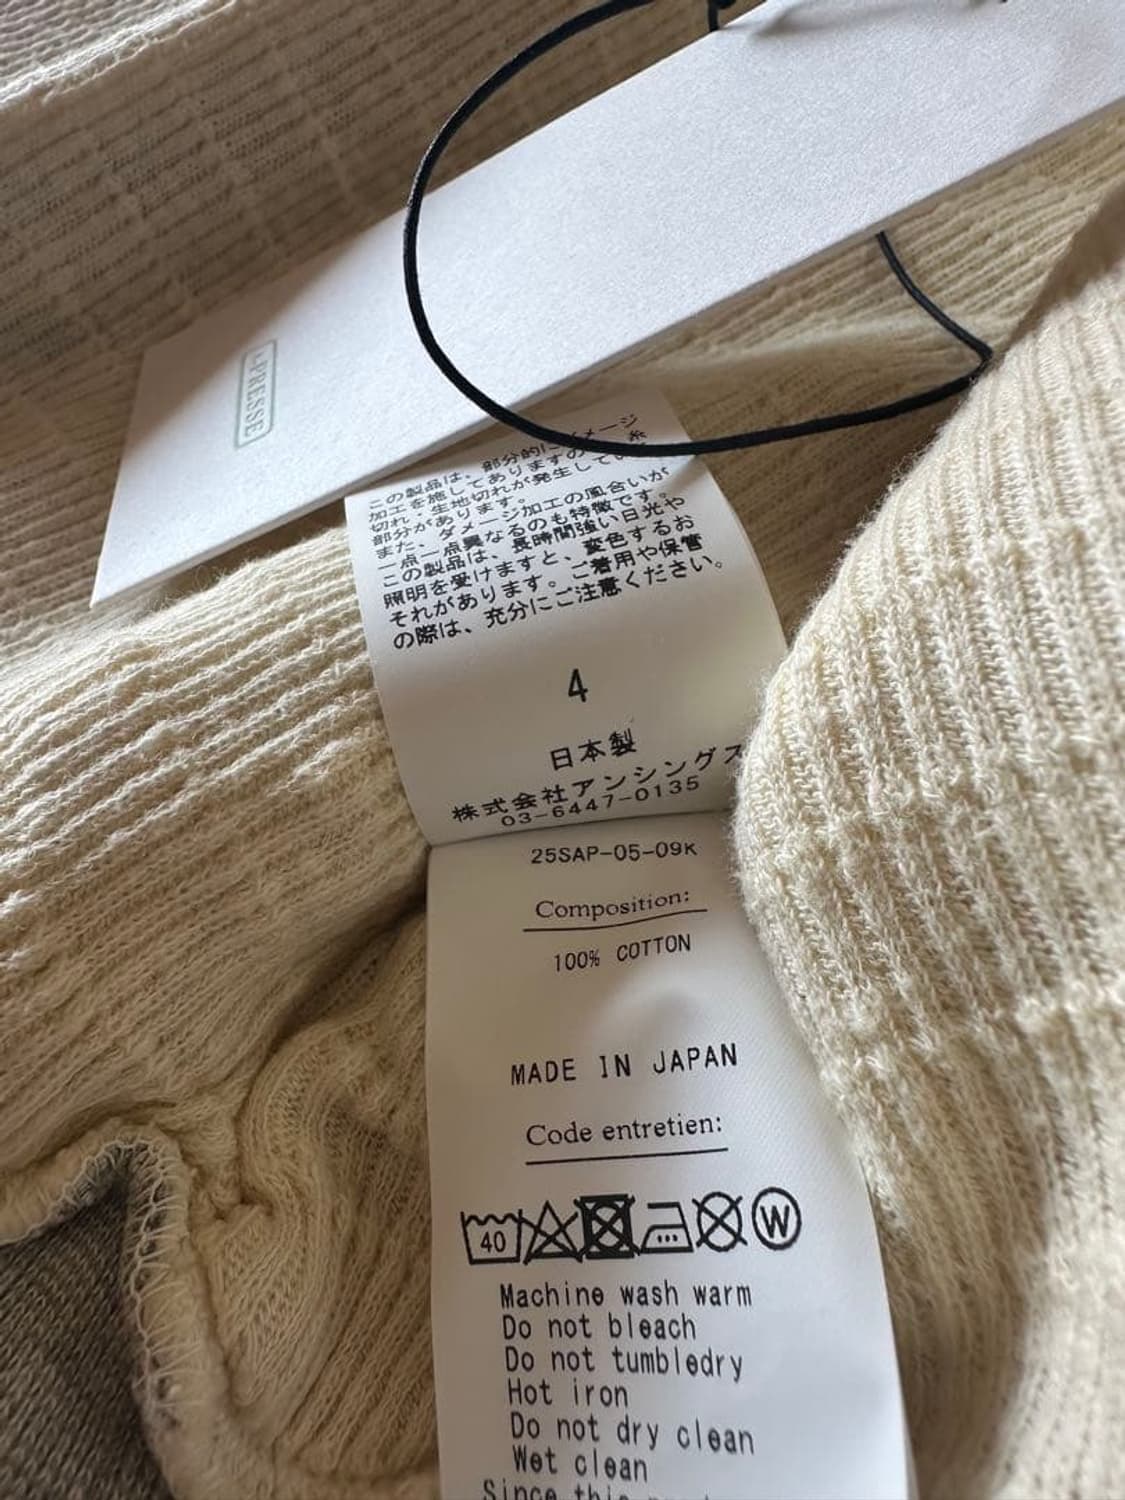 A.PRESSE
この製品は、部分的にダメージ
加工を施してありますの
切れ、生地切れが発生してい
部分があります。
また、ダメージ加工の風合いが
一点一点異なるのも特徴です。
この製品は、長時間強い日光や
照明を受けますと、変色するお
それがあります。ご着用や保管
の際は、充分にご注意ください。
4
日本製
株式会社アンシングス
03-6447-0135
25SAP-05-09K
Composition:
100% COTTON
MADE IN JAPAN
Code entretien:
40 W
Machine wash warm
Do not bleach
Do not tumbledry
Hot iron
Do not dry clean
Wet clean
Since this